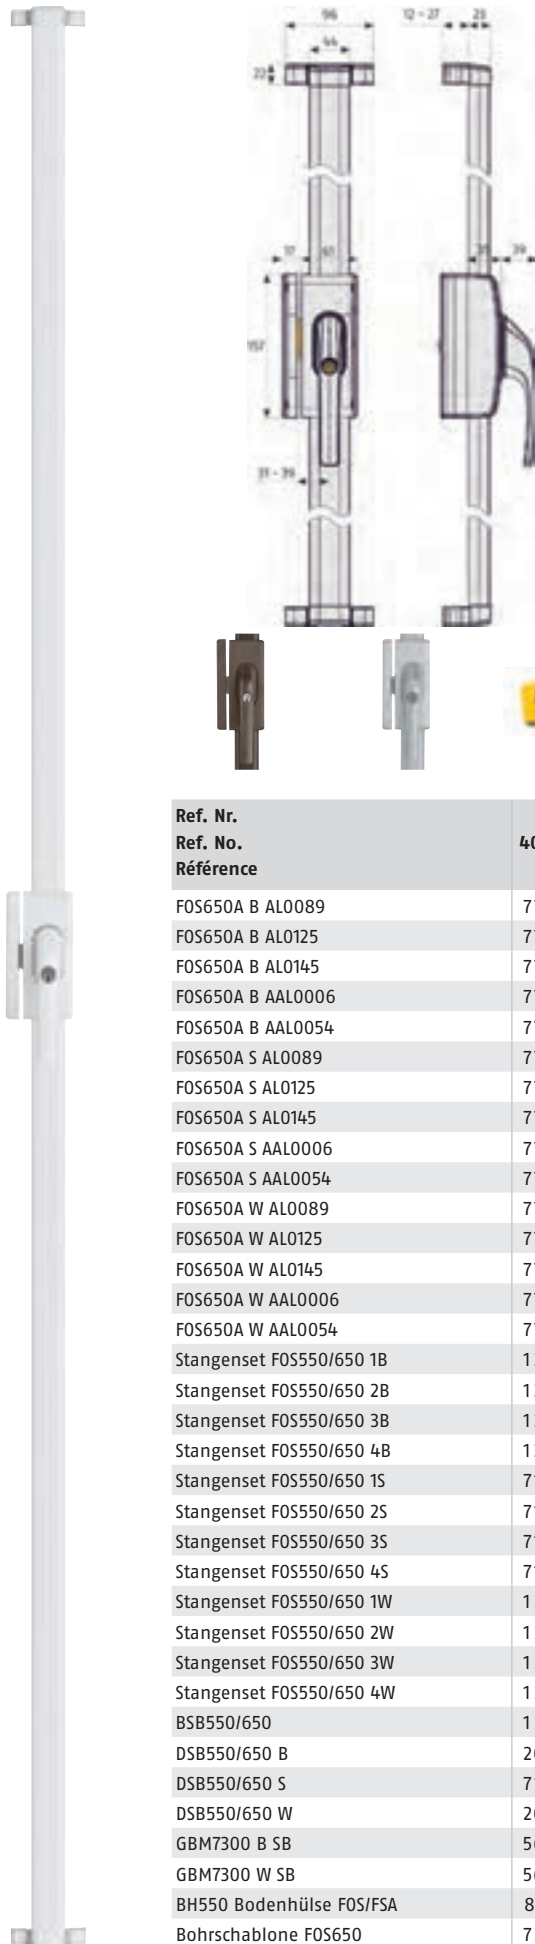 96
12 - 27
23
44
22
17
61
39
157
31 - 39
Ref. Nr.
Ref. No.
Référence
40
FOS650A B AL0089
FOS650A B AL0125
FOS650A B AL0145
FOS650A B AAL0006
FOS650A B AAL0054
FOS650A S AL0089
FOS650A S AL0125
FOS650A S AL0145
FOS650A S AAL0006
FOS650A S AAL0054
FOS650A W AL0089
FOS650A W AL0125
FOS650A W AL0145
FOS650A W AAL0006
FOS650A W AAL0054
Stangenset FOS550/650 1B
Stangenset FOS550/650 2B
Stangenset FOS550/650 3B
Stangenset FOS550/650 4B
Stangenset FOS550/650 1S
Stangenset FOS550/650 2S
Stangenset FOS550/650 3S
Stangenset FOS550/650 4S
Stangenset FOS550/650 1W
Stangenset FOS550/650 2W
Stangenset FOS550/650 3W
Stangenset FOS550/650 4W
BSB550/650
DSB550/650 B
DSB550/650 S
DSB550/650 W
GBM7300 B SB
GBM7300 W SB
BH550 Bodenhülse FOS/FSA
Bohrschablone FOS650